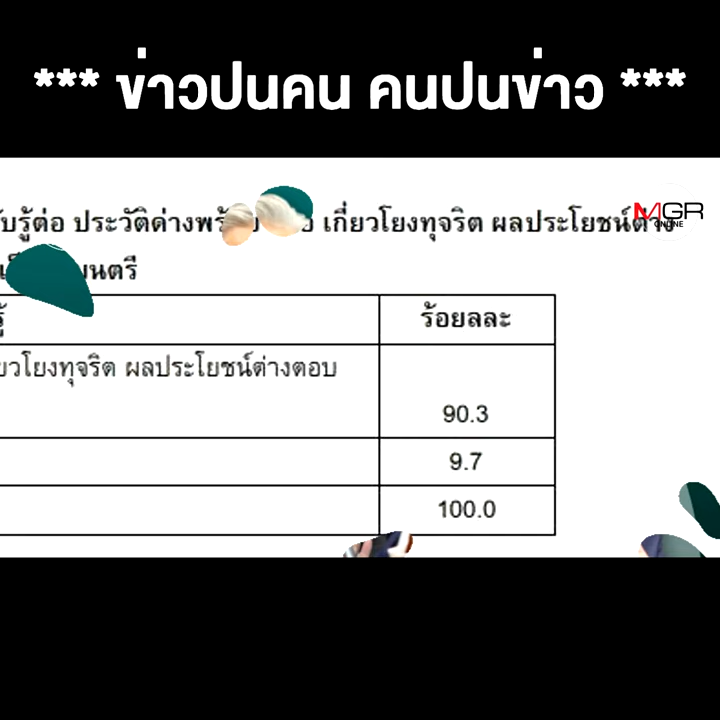 *** ข่าวปนคน คนปนข่าว ***
MGR
ONLINE
รู้ต่อ ประวัติด่างพร้อย เกี่ยวโยงทุจริต ผลประโยชน์ต่าง
มนตรี
ร้อยลละ
โยงทุจริต ผลประโยชน์ต่างตอบ
90.3
9.7
100.0